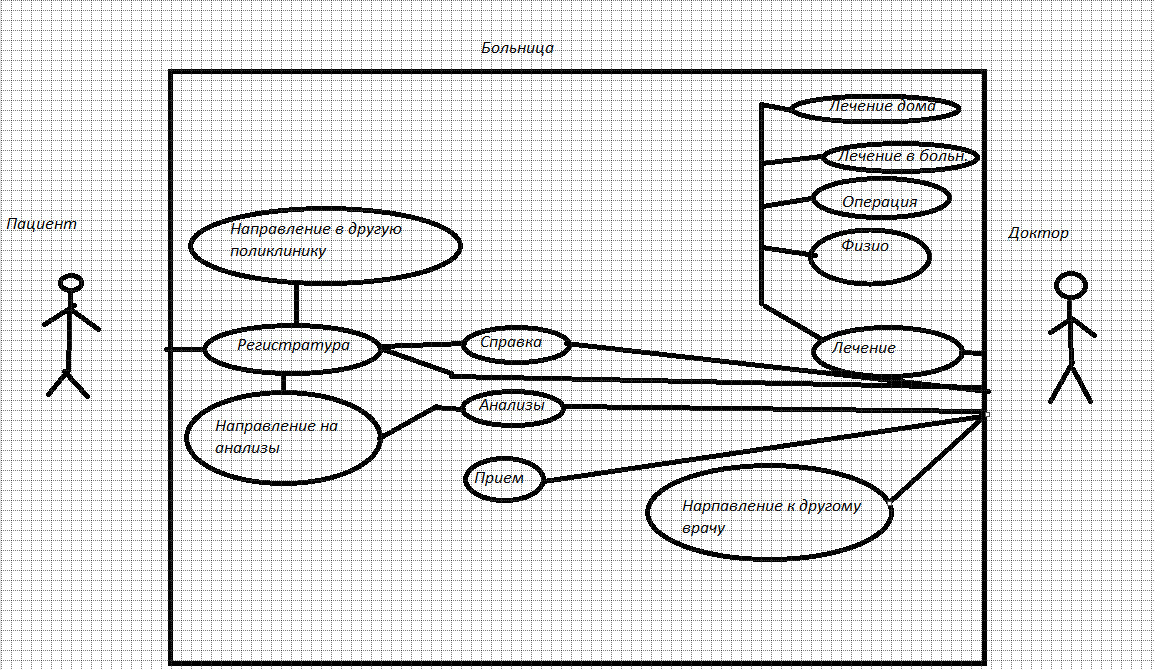 Больница
Лечение дома
Лечение в больн.
Операция
Физио
Пациент
Доктор
Направление в другую
поликлинику
Регистратура
Справка
Лечение
Анализы
Направление на
анализы
Прием
Нарпавление к другому
врачу